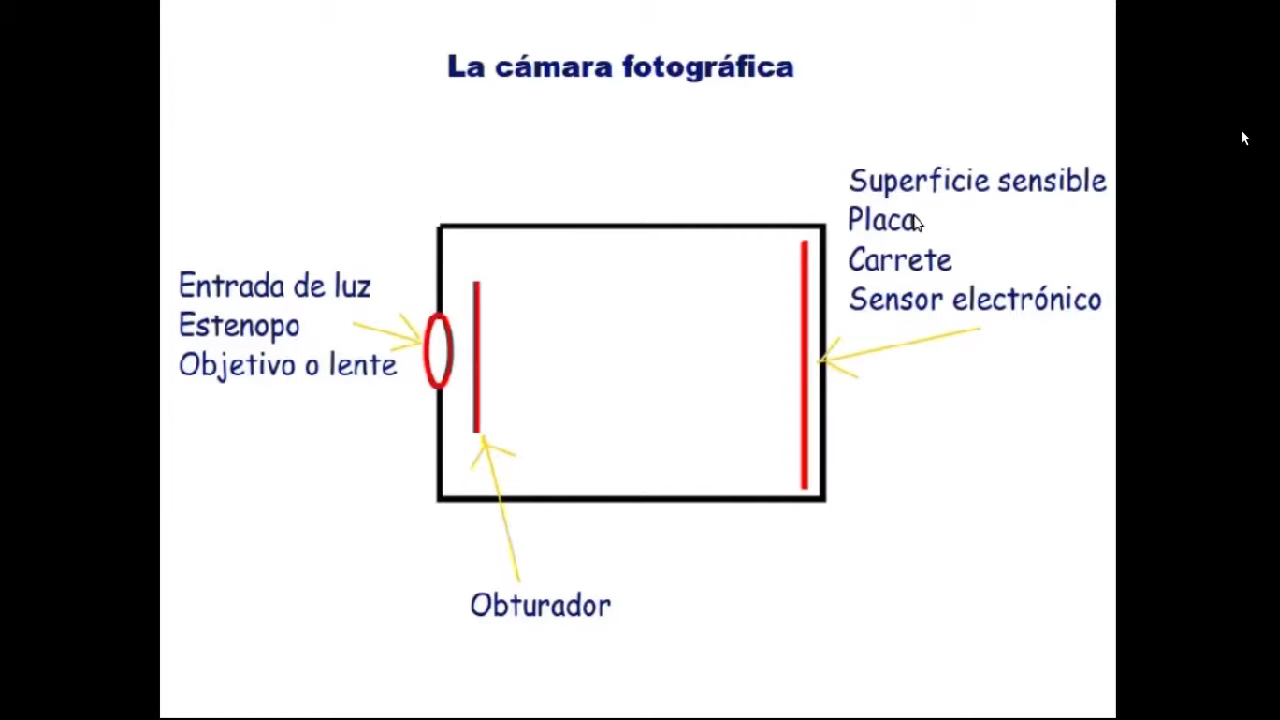 La cámara fotográfica
Superficie sensible
Placa
Carrete
Sensor electrónico
Entrada de luz
Estenopo
Objetivo o lente
Obturador